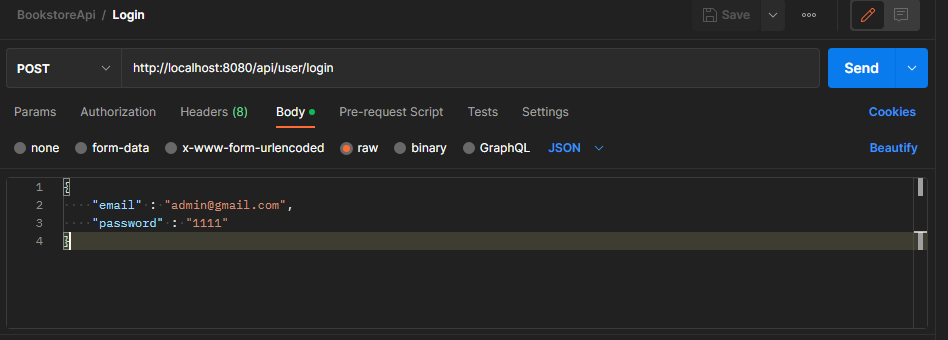 BookstoreApi / Login
Save
POST http://localhost:8080/api/user/login Send
Params Authorization Headers (8) Body Pre-request Script Tests Settings Cookies
none form-data x-www-form-urlencoded raw binary GraphQL JSON Beautify
1 {
2 "email" : "admin@gmail.com",
3 "password" : "1111"
4 }